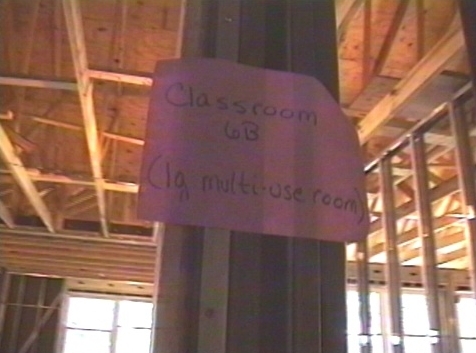 Classroom
6B
(lg multi-use room)